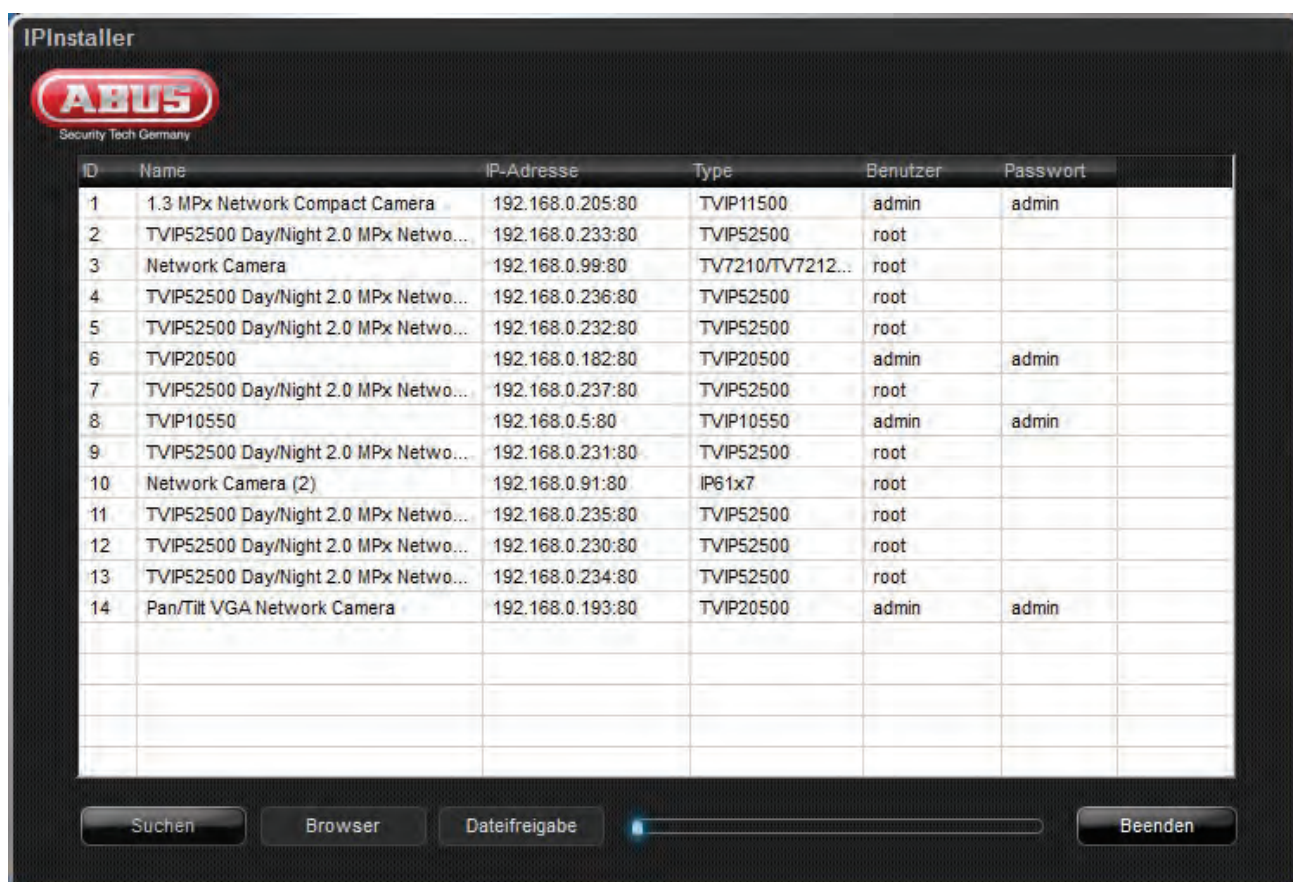 IPInstaller
ABUS
Security Tech Germany
ID Name IP-Adresse Type Benutzer Passwort
1 1.3 MPx Network Compact Camera 192.168.0.205:80 TVIP11500 admin admin
2 TVIP52500 Day/Night 2.0 MPx Netwo... 192.168.0.233:80 TVIP52500 root
3 Network Camera 192.168.0.99:80 TV7210/TV7212... root
4 TVIP52500 Day/Night 2.0 MPx Netwo... 192.168.0.236:80 TVIP52500 root
5 TVIP52500 Day/Night 2.0 MPx Netwo... 192.168.0.232:80 TVIP52500 root
6 TVIP20500 192.168.0.182:80 TVIP20500 admin admin
7 TVIP52500 Day/Night 2.0 MPx Netwo... 192.168.0.237:80 TVIP52500 root
8 TVIP10550 192.168.0.5:80 TVIP10550 admin admin
9 TVIP52500 Day/Night 2.0 MPx Netwo... 192.168.0.231:80 TVIP52500 root
10 Network Camera (2) 192.168.0.91:80 IP61x7 root
11 TVIP52500 Day/Night 2.0 MPx Netwo... 192.168.0.235:80 TVIP52500 root
12 TVIP52500 Day/Night 2.0 MPx Netwo... 192.168.0.230:80 TVIP52500 root
13 TVIP52500 Day/Night 2.0 MPx Netwo... 192.168.0.234:80 TVIP52500 root
14 Pan/Tilt VGA Network Camera 192.168.0.193:80 TVIP20500 admin admin
Suchen Browser Dateifreigabe Beenden